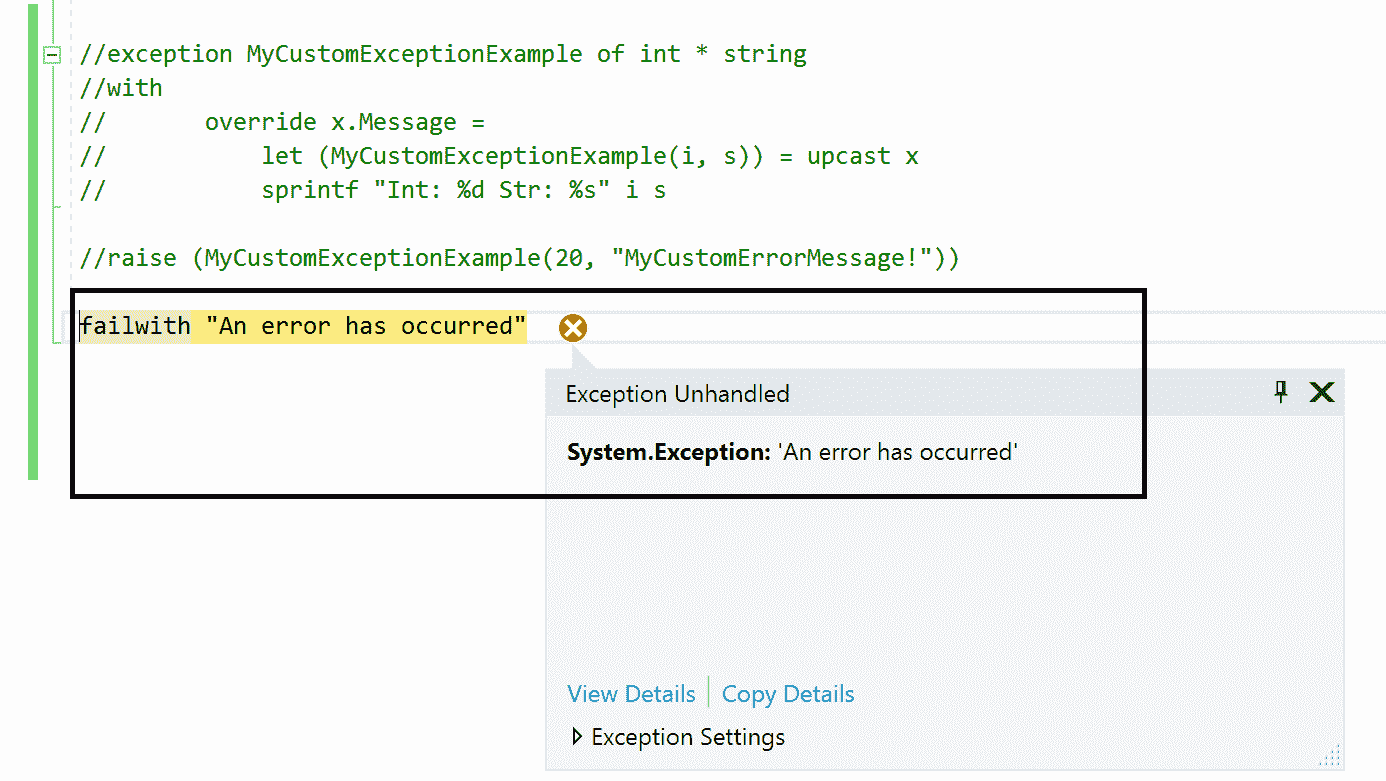 //exception MyCustomExceptionExample of int * string
//with
//       override x.Message =
//           let (MyCustomExceptionExample(i, s)) = upcast x
//           sprintf "Int: %d Str: %s" i s
//raise (MyCustomExceptionExample(20, "MyCustomErrorMessage!"))
failwith "An error has occurred"
Exception Unhandled
System.Exception: 'An error has occurred'
View Details | Copy Details
Exception Settings